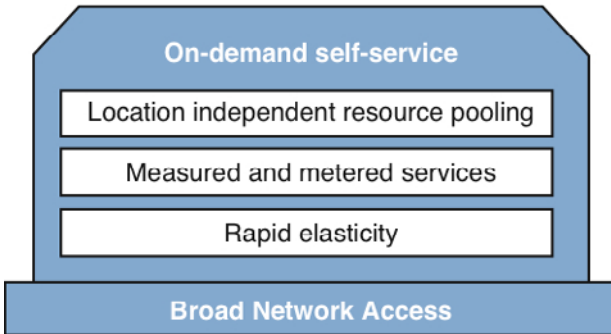 On-demand self-service
Location independent resource pooling
Measured and metered services
Rapid elasticity
Broad Network Access